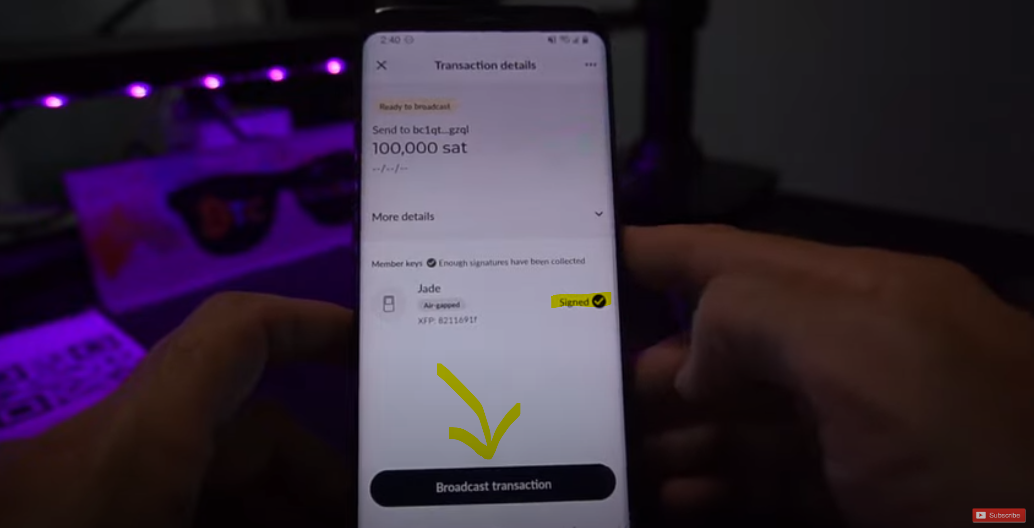 2:40
Transaction details
Ready to broadcast
Send to bc1qt...gzql
100,000 sat
--/--/--
More details
Member keys Enough signatures have been collected
Jade
Air-gapped
Signed
XFP: 8211691f
Broadcast transaction
Subscribe